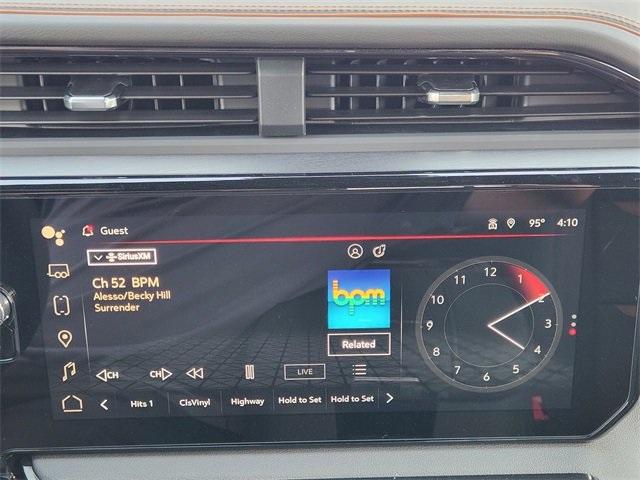 Guest
95° 4:10
SiriusXM
Ch 52 BPM
Alesso/Becky Hill
Surrender
bpm
Related
CH CH LIVE
Hits 1 ClsVinyl Highway Hold to Set Hold to Set
12
11 1
10 2
9 3
8 4
7 5
6